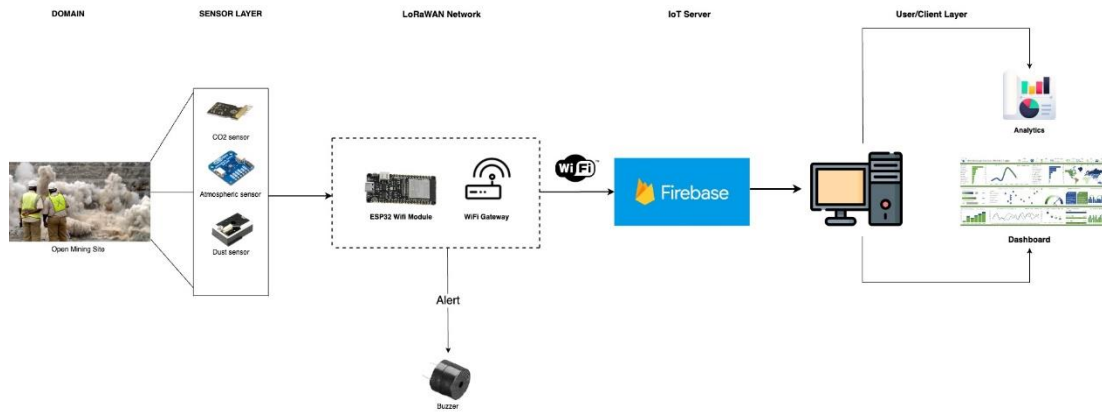 DOMAIN
SENSOR LAYER
LoRaWAN Network
IoT Server
User/Client Layer
CO2 sensor
Atmospheric sensor
Dust sensor
Open Mining Site
ESP32 Wifi Module
WiFi Gateway
Alert
Buzzer
WiFi™
Firebase
Analytics
Dashboard